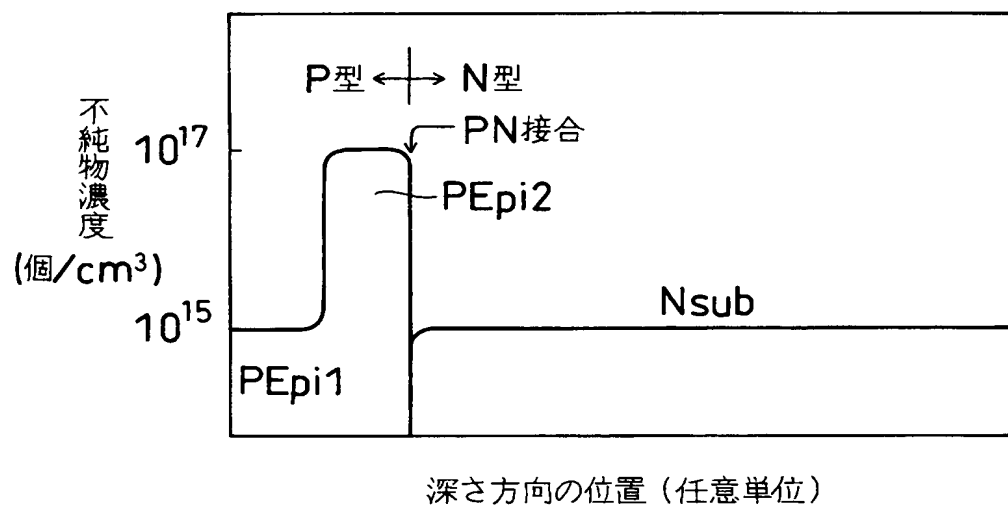 P型 ←→ N型
不純物濃度
(個/cm³)
10¹⁷
PN接合
PEpi2
10¹⁵
Nsub
PEpi1
深さ方向の位置(任意単位)